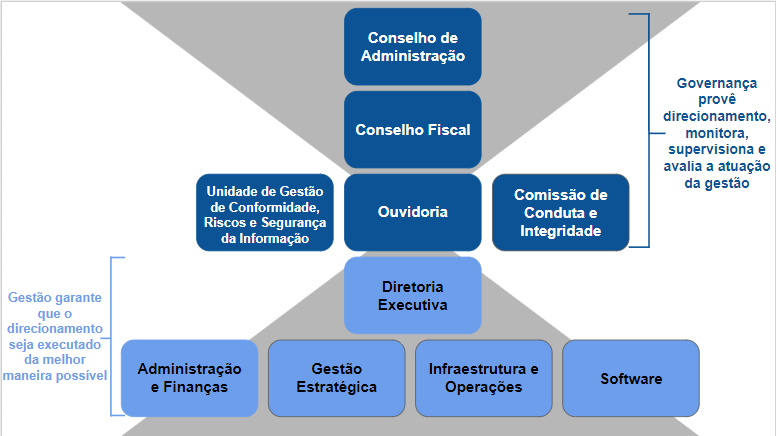 Conselho de
Administração
Conselho Fiscal
Governança
provê
direcionamento,
monitora,
supervisiona e
avalia a atuação
da gestão
Unidade de Gestão
de Conformidade,
Riscos e Segurança
da Informação
Ouvidoria
Comissão de
Conduta e
Integridade
Diretoria
Executiva
Gestão garante
que o
direcionamento
seja executado
da melhor
maneira possível
Administração
e Finanças
Gestão
Estratégica
Infraestrutura e
Operações
Software